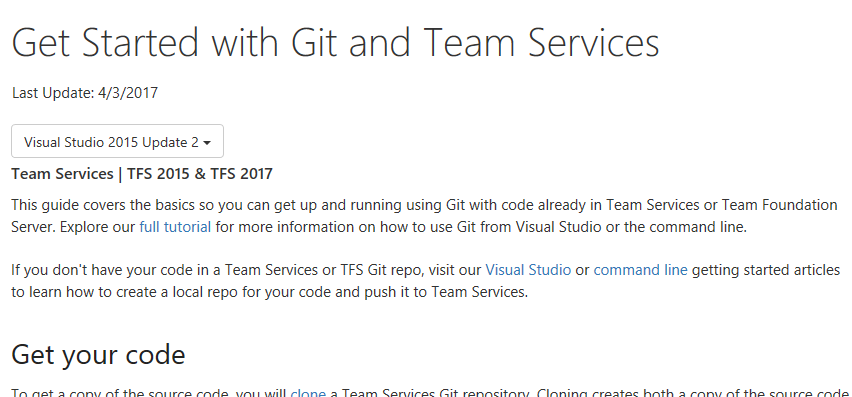 Get Started with Git and Team Services
Last Update: 4/3/2017
Visual Studio 2015 Update 2
Team Services | TFS 2015 & TFS 2017
This guide covers the basics so you can get up and running using Git with code already in Team Services or Team Foundation
Server. Explore our full tutorial for more information on how to use Git from Visual Studio or the command line.
If you don't have your code in a Team Services or TFS Git repo, visit our Visual Studio or command line getting started articles
to learn how to create a local repo for your code and push it to Team Services.
Get your code
To get a copy of the source code, you will clone a Team Services Git repository. Cloning creates both a copy of the source code